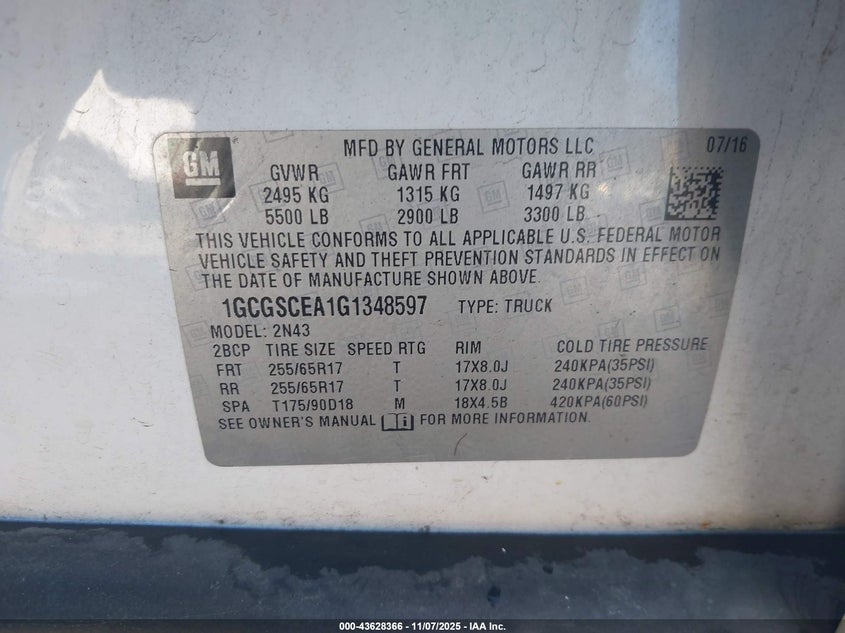 GM
MFD BY GENERAL MOTORS LLC 07/16
GVWR GAWR FRT GAWR RR
2495 KG 1315 KG 1497 KG
5500 LB 2900 LB 3300 LB
THIS VEHICLE CONFORMS TO ALL APPLICABLE U.S. FEDERAL MOTOR
VEHICLE SAFETY AND THEFT PREVENTION STANDARDS IN EFFECT ON
THE DATE OF MANUFACTURE SHOWN ABOVE.
1GCGSCEA1G1348597 TYPE: TRUCK
MODEL: 2N43
2BCP TIRE SIZE SPEED RTG RIM COLD TIRE PRESSURE
FRT 255/65R17 T 17X8.0J 240KPA(35PSI)
RR 255/65R17 T 17X8.0J 240KPA(35PSI)
SPA T175/90D18 M 18X4.5B 420KPA(60PSI)
SEE OWNER'S MANUAL FOR MORE INFORMATION.
000-43628366 - 11/07/2025 - IAA Inc.